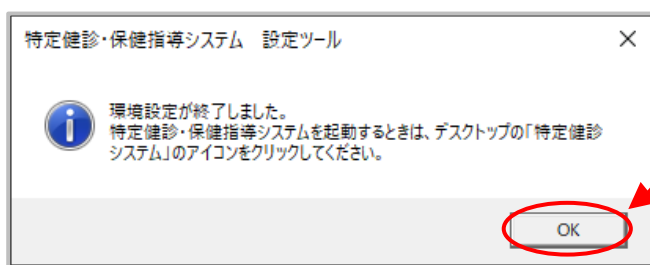 特定健診・保健指導システム　設定ツール
環境設定が終了しました。
特定健診・保健指導システムを起動するときは、デスクトップの「特定健診
システム」のアイコンをクリックしてください。
OK